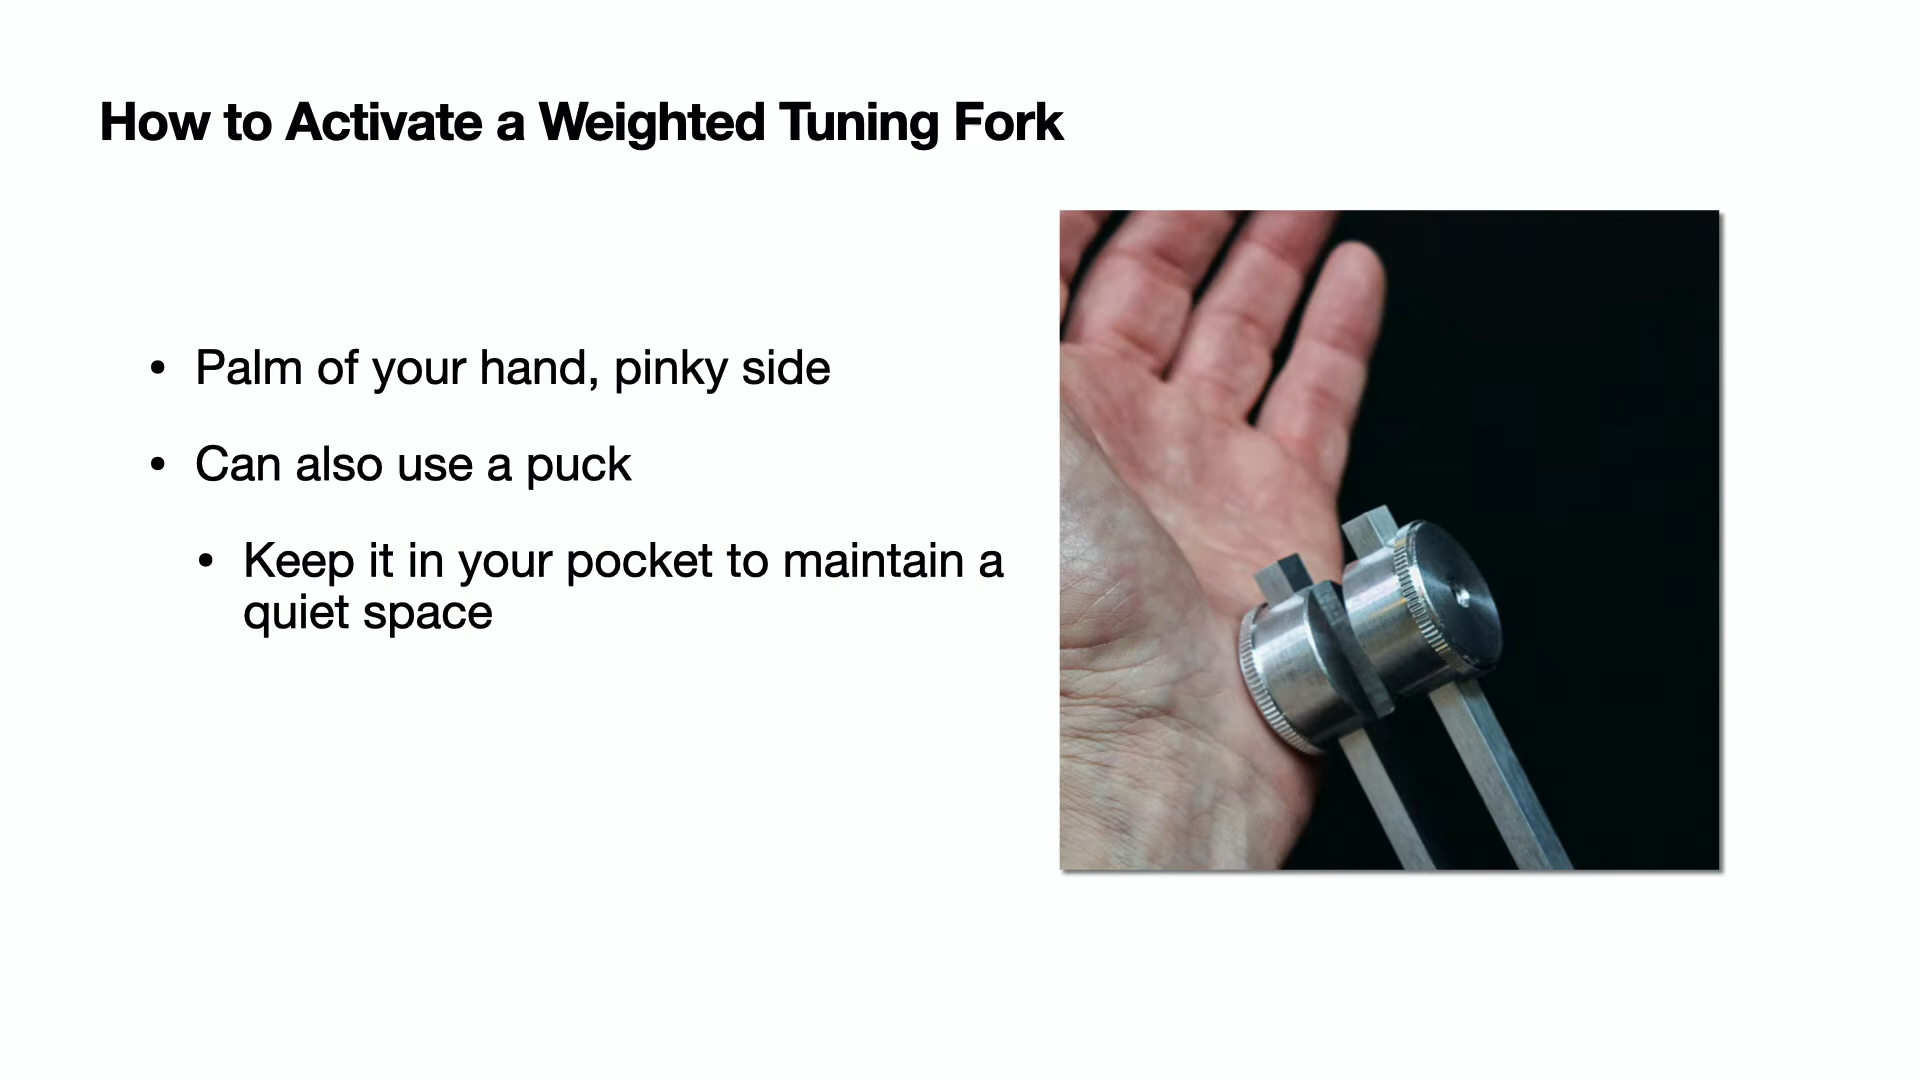 How to Activate a Weighted Tuning Fork
• Palm of your hand, pinky side
• Can also use a puck
• Keep it in your pocket to maintain a
quiet space